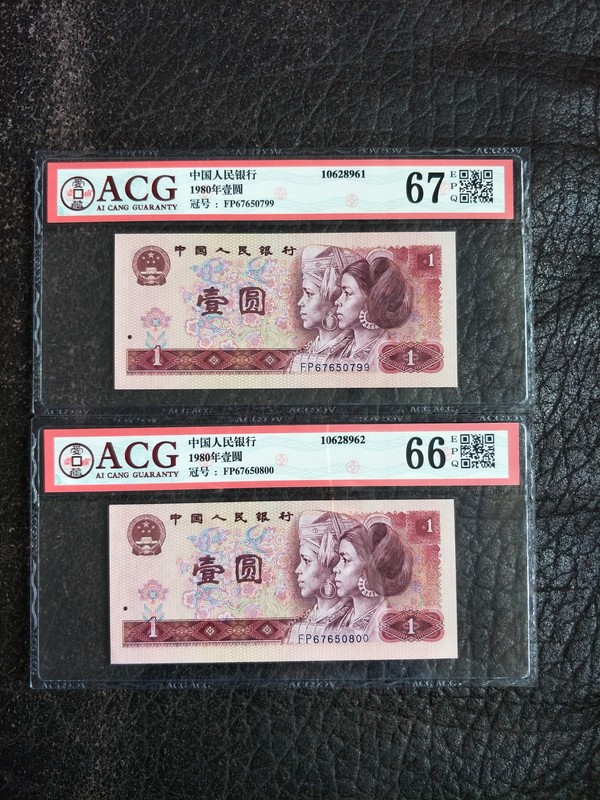 ACG
AI CANG GUARANTY
中国人民银行
10628961
1980年壹圆
冠号 : FP67650799
67
EPQ
中国人民银行
壹圆
1
1
1
FP67650799
ACG
AI CANG GUARANTY
中国人民银行
10628962
1980年壹圆
冠号 : FP67650800
66
EPQ
中国人民银行
壹圆
1
1
1
FP67650800